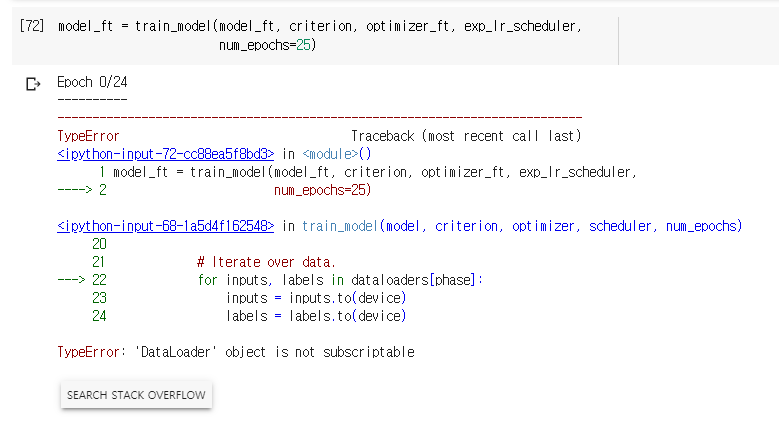 [72] model_ft = train_model(model_ft, criterion, optimizer_ft, exp_lr_scheduler,
num_epochs=25)
Epoch 0/24
----------
---------------------------------------------------------------------------
TypeError Traceback (most recent call last)
<ipython-input-72-cc88ea5f8bd3> in <module>()
1 model_ft = train_model(model_ft, criterion, optimizer_ft, exp_lr_scheduler,
----> 2 num_epochs=25)
<ipython-input-68-1a5d4f162548> in train_model(model, criterion, optimizer, scheduler, num_epochs)
20
21 # Iterate over data.
---> 22 for inputs, labels in dataloaders[phase]:
23 inputs = inputs.to(device)
24 labels = labels.to(device)
TypeError: 'DataLoader' object is not subscriptable
SEARCH STACK OVERFLOW